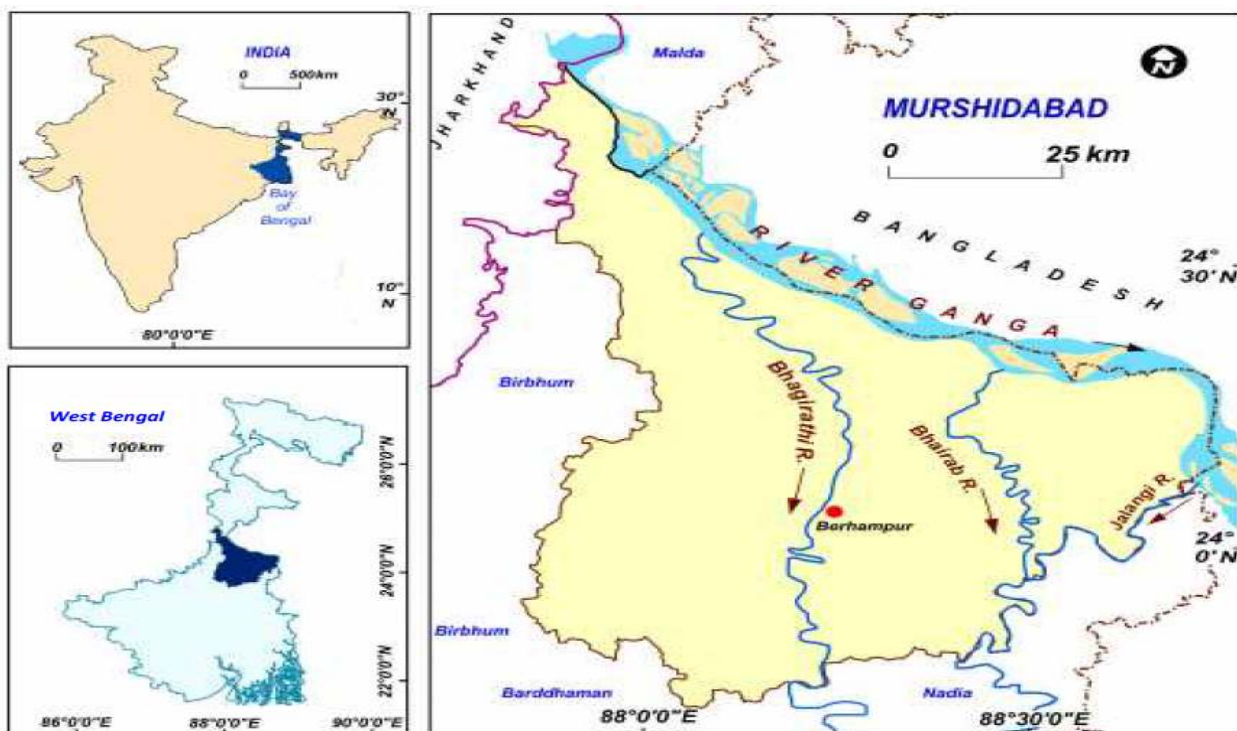 INDIA
0 500km
30°
N
Bay
of
Bengal
10°
N
80°0'0"E
West Bengal
0 100km
26°0'0"N
24°0'0"N
22°0'0"N
86°0'0"E 88°0'0"E 90°0'0"E
JHARKHAND
Malda
N
MURSHIDABAD
0 25 km
BANGLADESH
RIVER GANGA
24°
30'N
Birbhum
Bhagirathi R.
Bhairab R.
Jalangi R.
Berhampur
24°
0'N
Birbhum
Barddhaman
Nadia
88°0'0"E
88°30'0"E